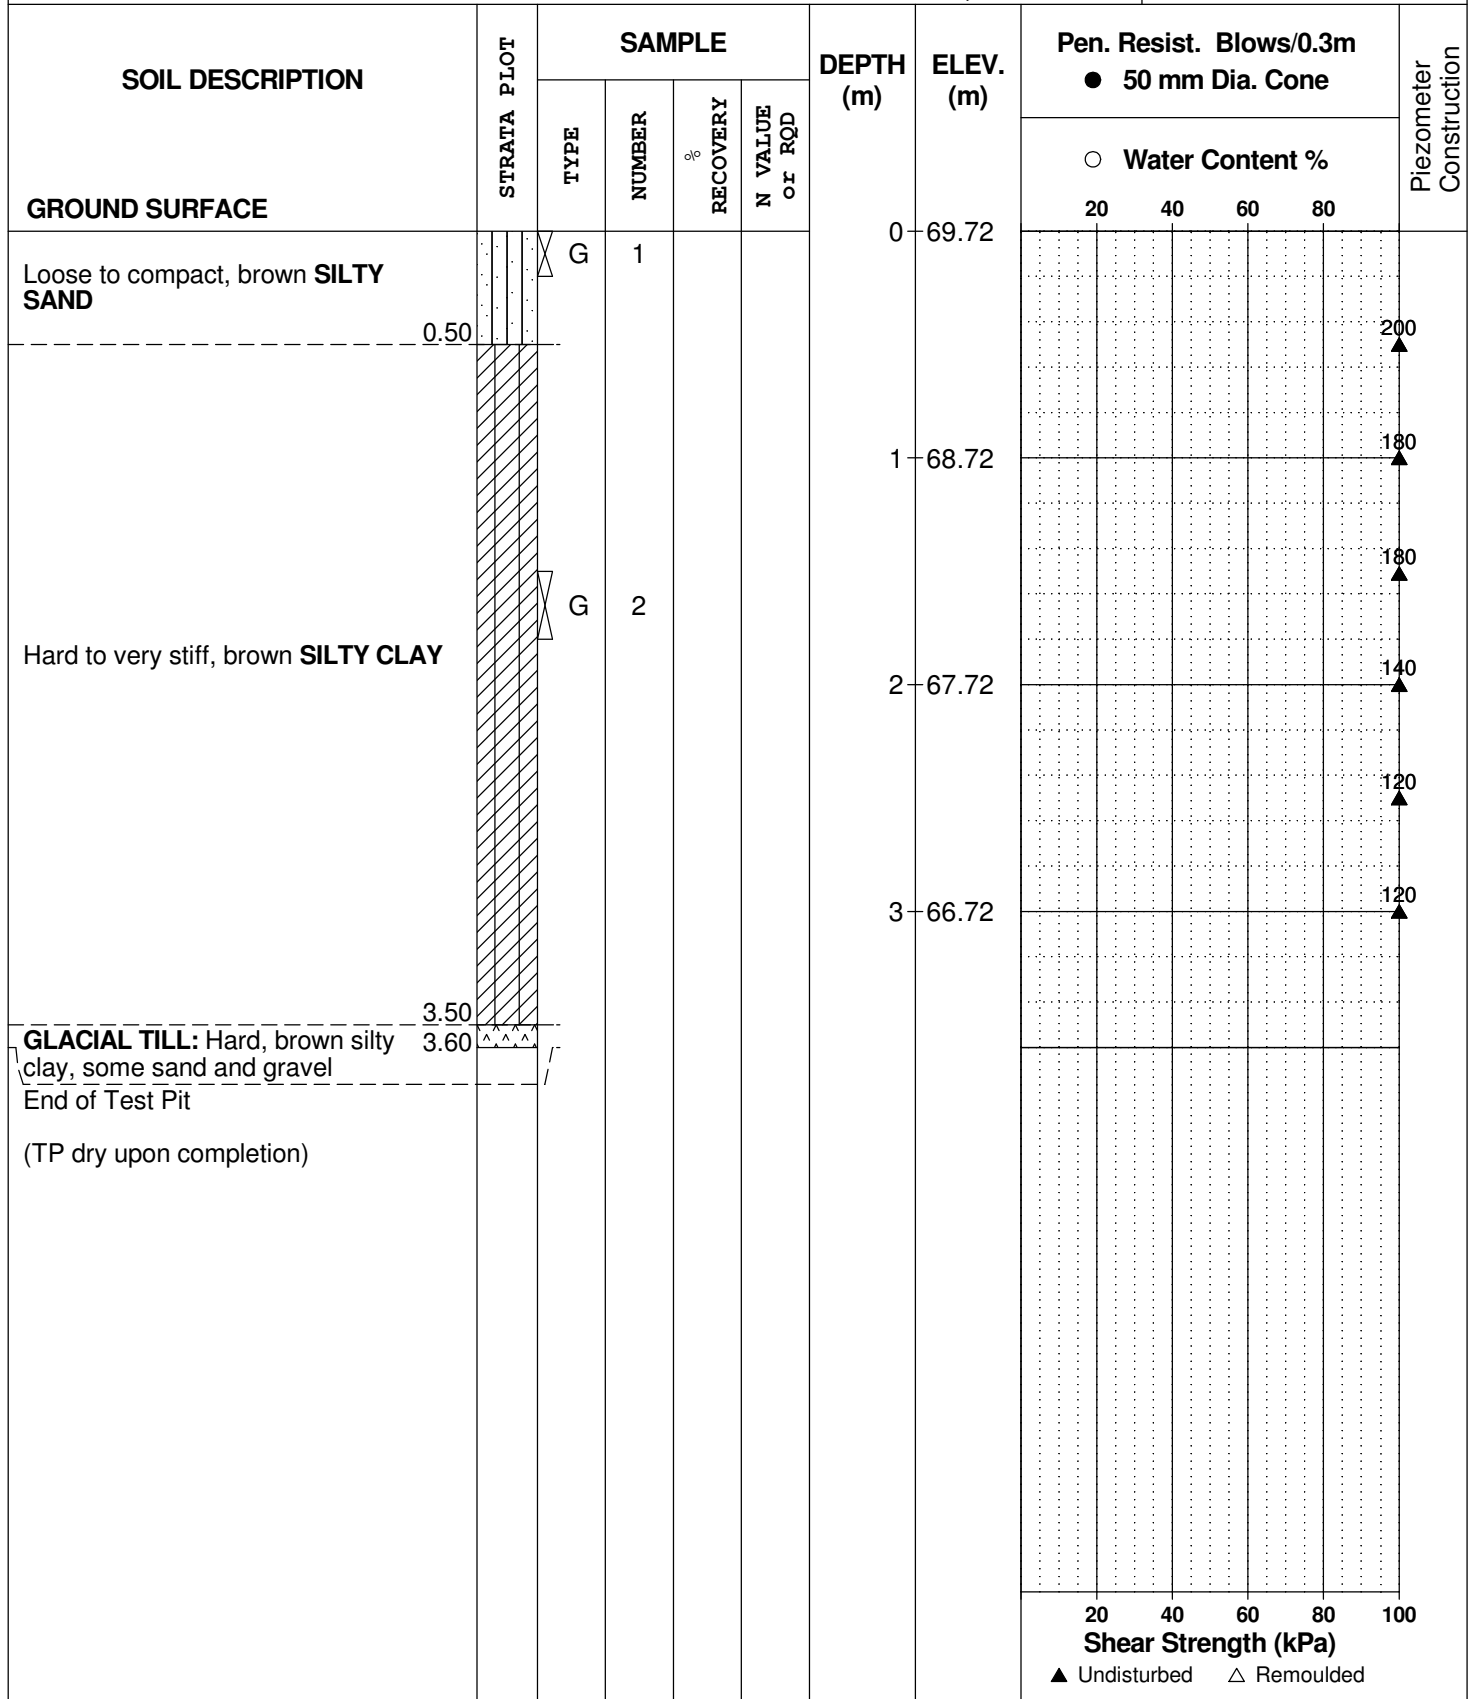 SOIL DESCRIPTION
GROUND SURFACE
STRATA PLOT
SAMPLE
TYPE
NUMBER
%
RECOVERY
N VALUE
or RQD
DEPTH
(m)
ELEV.
(m)
Pen. Resist. Blows/0.3m
● 50 mm Dia. Cone
○ Water Content %
20 40 60 80
Piezometer
Construction
0 69.72
G 1
Loose to compact, brown SILTY
SAND
0.50
200
180
1 68.72
180
G 2
Hard to very stiff, brown SILTY CLAY
140
2 67.72
120
120
3 66.72
3.50
GLACIAL TILL: Hard, brown silty
3.60
clay, some sand and gravel
End of Test Pit
(TP dry upon completion)
20 40 60 80 100
Shear Strength (kPa)
▲ Undisturbed △ Remoulded